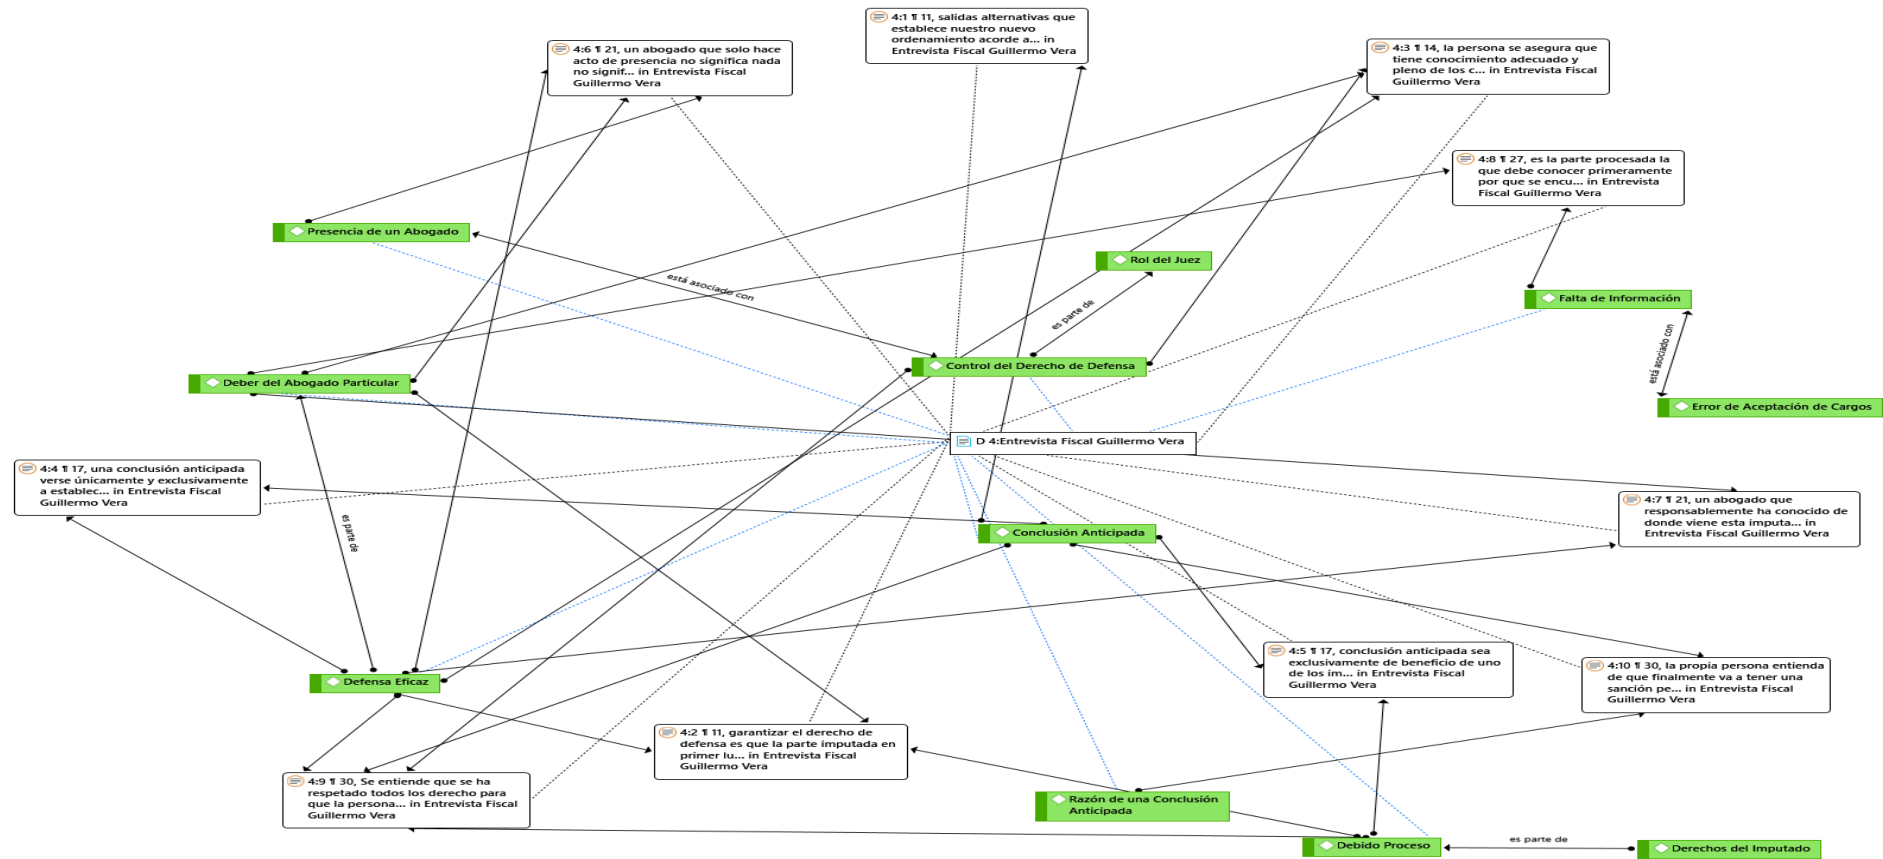 4:1 ¶ 11, salidas alternativas que
establece nuestro nuevo
ordenamiento acorde a... in
Entrevista Fiscal Guillermo Vera
4:6 ¶ 21, un abogado que solo hace
acto de presencia no significa nada
no signif... in Entrevista Fiscal
Guillermo Vera
4:3 ¶ 14, la persona se asegura que
tiene conocimiento adecuado y
pleno de los c... in Entrevista Fiscal
Guillermo Vera
4:8 ¶ 27, es la parte procesada la
que debe conocer primeramente
por que se encu... in Entrevista
Fiscal Guillermo Vera
Presencia de un Abogado
Rol del Juez
está asociado con
Falta de Información
es parte de
está asociado con
Control del Derecho de Defensa
Deber del Abogado Particular
Error de Aceptación de Cargos
D 4:Entrevista Fiscal Guillermo Vera
4:4 ¶ 17, una conclusión anticipada
verse únicamente y exclusivamente
a establec... in Entrevista Fiscal
Guillermo Vera
4:7 ¶ 21, un abogado que
responsablemente ha conocido de
donde viene esta imputa... in
Entrevista Fiscal Guillermo Vera
es parte de
Conclusión Anticipada
4:5 ¶ 17, conclusión anticipada sea
exclusivamente de beneficio de uno
de los im... in Entrevista Fiscal
Guillermo Vera
4:10 ¶ 30, la propia persona entienda
de que finalmente va a tener una
sanción pe... in Entrevista Fiscal
Guillermo Vera
Defensa Eficaz
4:2 ¶ 11, garantizar el derecho de
defensa es que la parte imputada en
primer lu... in Entrevista Fiscal
Guillermo Vera
4:9 ¶ 30, Se entiende que se ha
respetado todos los derecho para
que la persona... in Entrevista Fiscal
Guillermo Vera
Razón de una Conclusión
Anticipada
Debido Proceso
es parte de
Derechos del Imputado